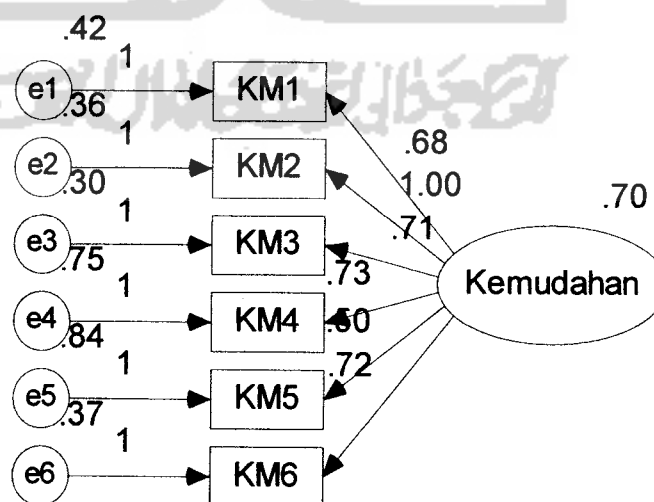 .42
1
e1 KM1
.36
1 .68
e2 KM2 1.00
.30 .70
1 .71
e3 KM3
.75 .73 Kemudahan
1
e4 KM4
.84 .72
1
e5 KM5
.37
1
e6 KM6